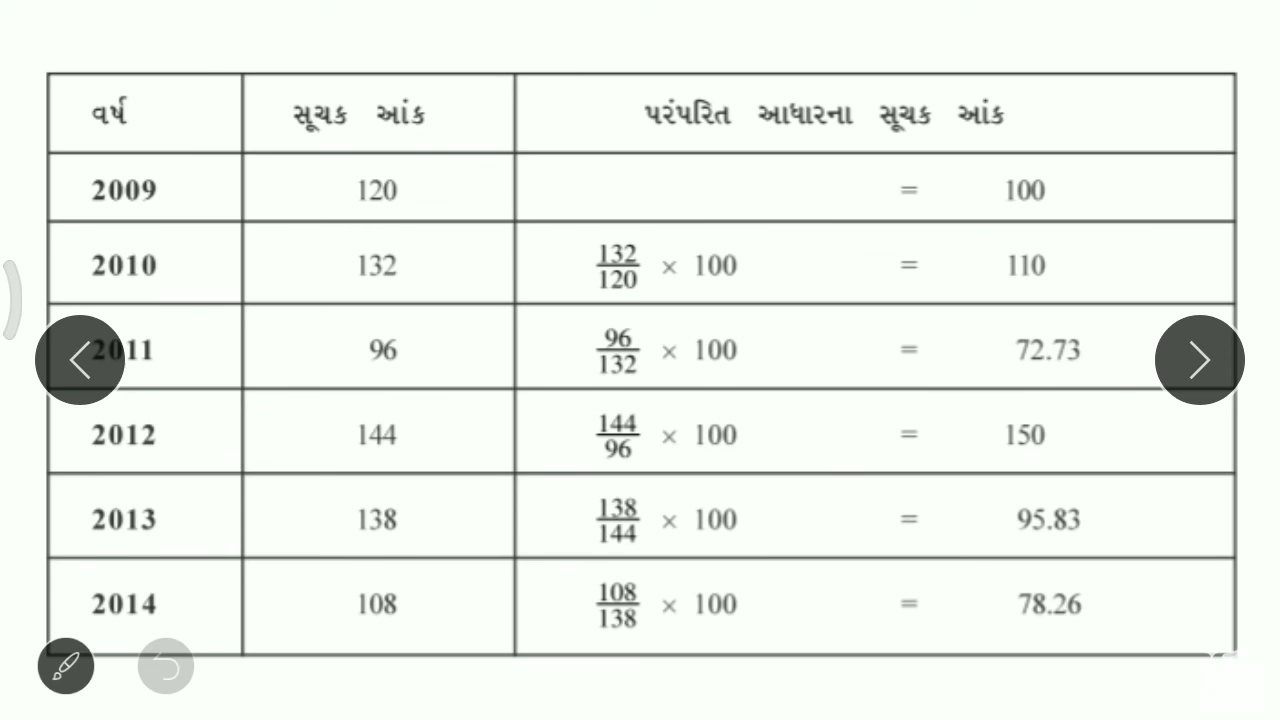 વર્ષ સૂચક આંક પરંપરિત આધારના સૂચક આંક
2009 120 = 100
2010 132 132/120 × 100 = 110
2011 96 96/132 × 100 = 72.73
2012 144 144/96 × 100 = 150
2013 138 138/144 × 100 = 95.83
2014 108 108/138 × 100 = 78.26